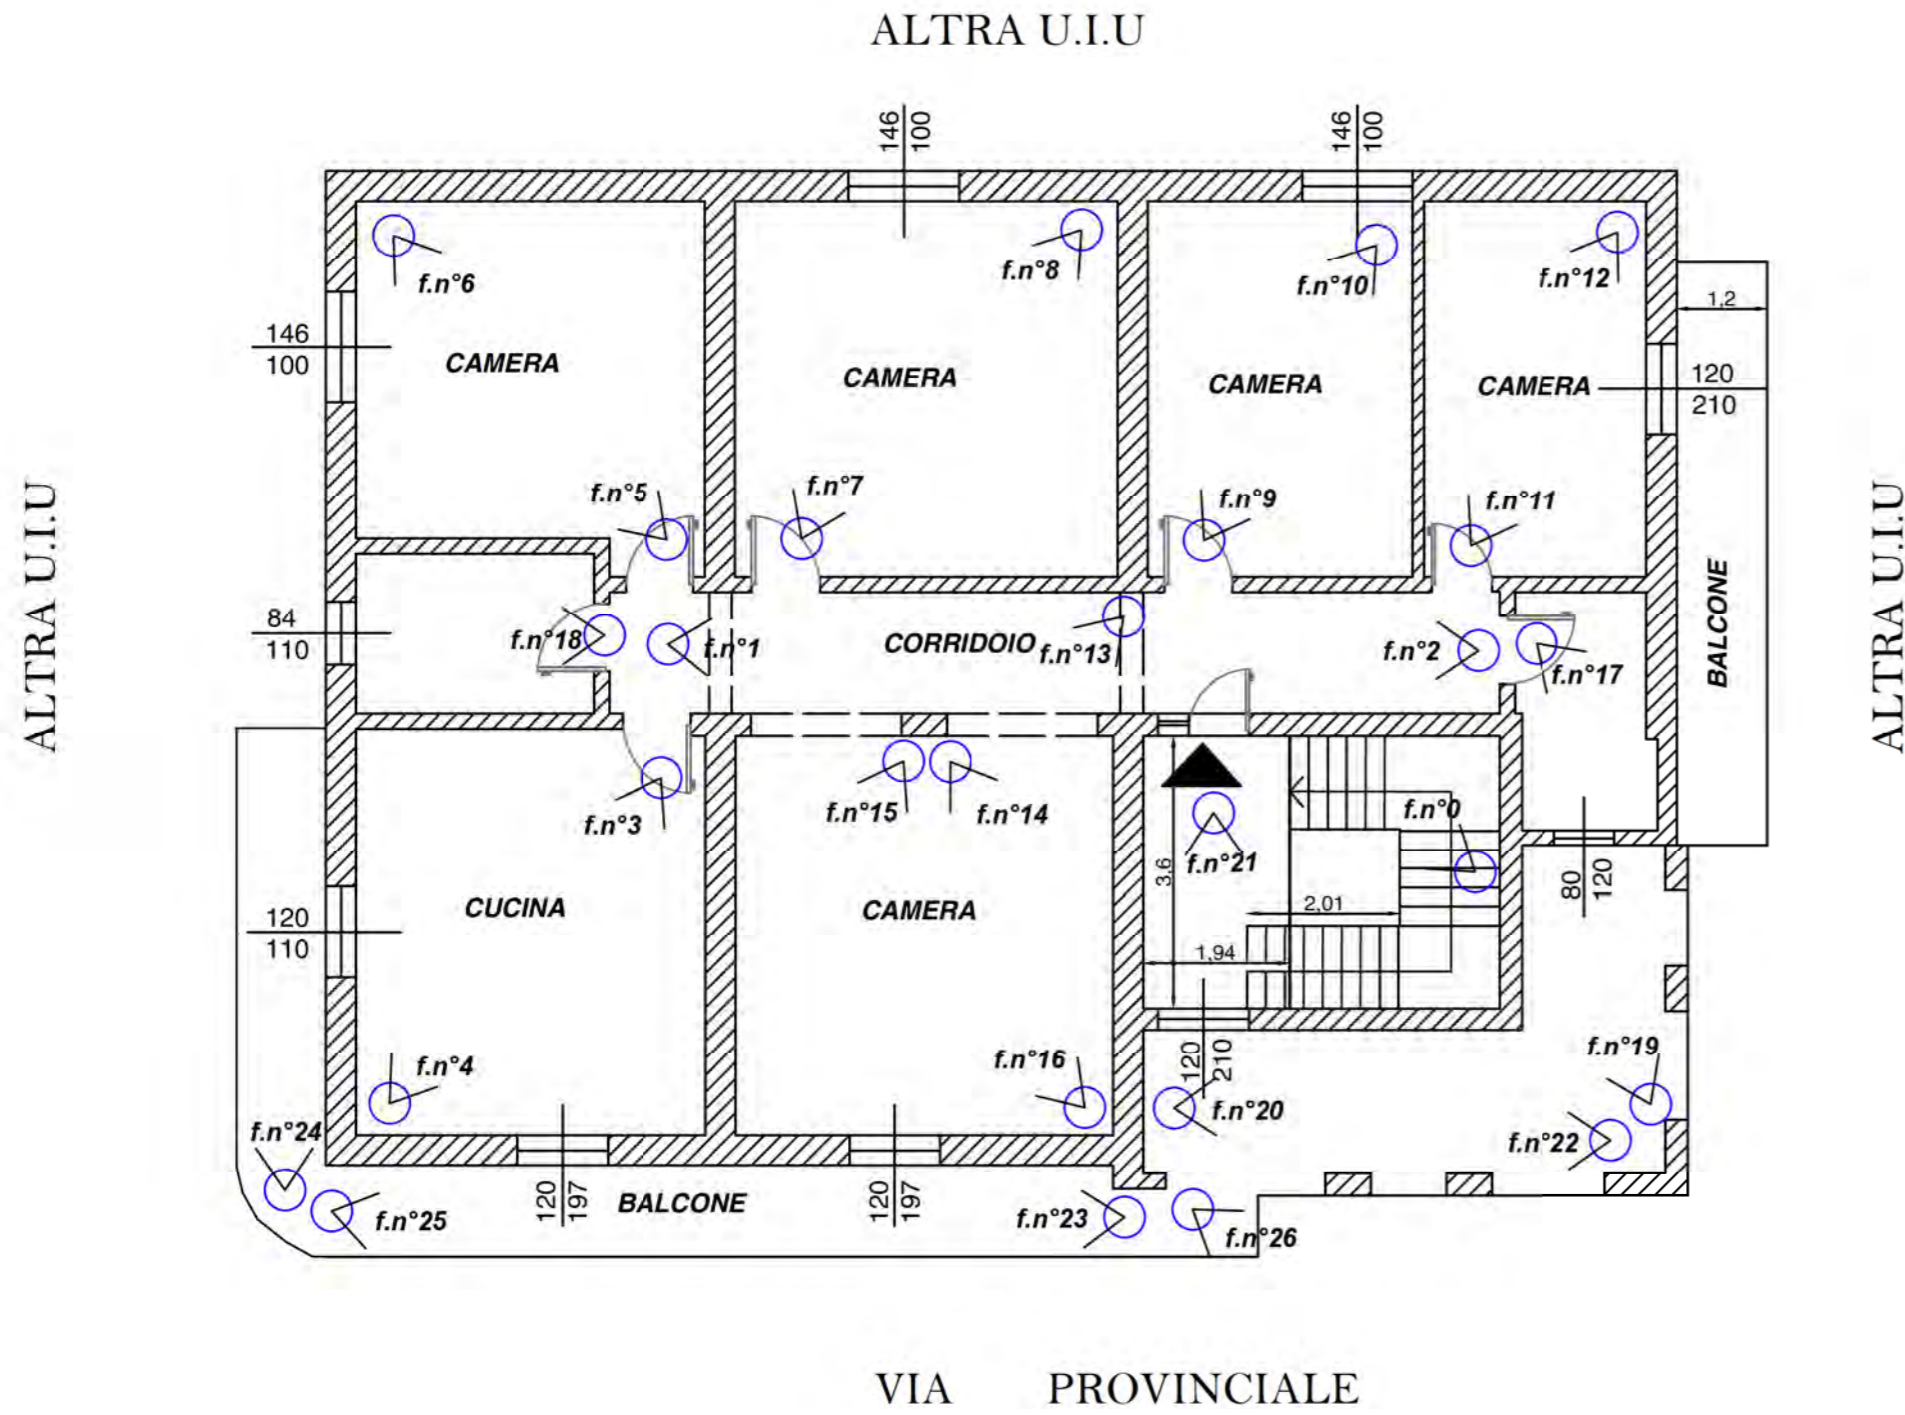 ALTRA U.I.U
146
100
146
100
f.n°6
f.n°8
f.n°10
f.n°12
1,2
146
100
CAMERA
CAMERA
CAMERA
CAMERA
120
210
f.n°5
f.n°7
f.n°9
f.n°11
ALTRA U.I.U
ALTRA U.I.U
BALCONE
84
110
f.n°18
f.n°1
CORRIDOIO
f.n°13
f.n°2
f.n°17
f.n°3
f.n°15
f.n°14
f.n°21
f.n°0
3,6
80
120
2,01
CUCINA
CAMERA
120
110
1,94
f.n°4
f.n°16
120
210
f.n°19
f.n°20
f.n°24
f.n°22
120
197
BALCONE
120
197
f.n°25
f.n°23
f.n°26
VIA PROVINCIALE